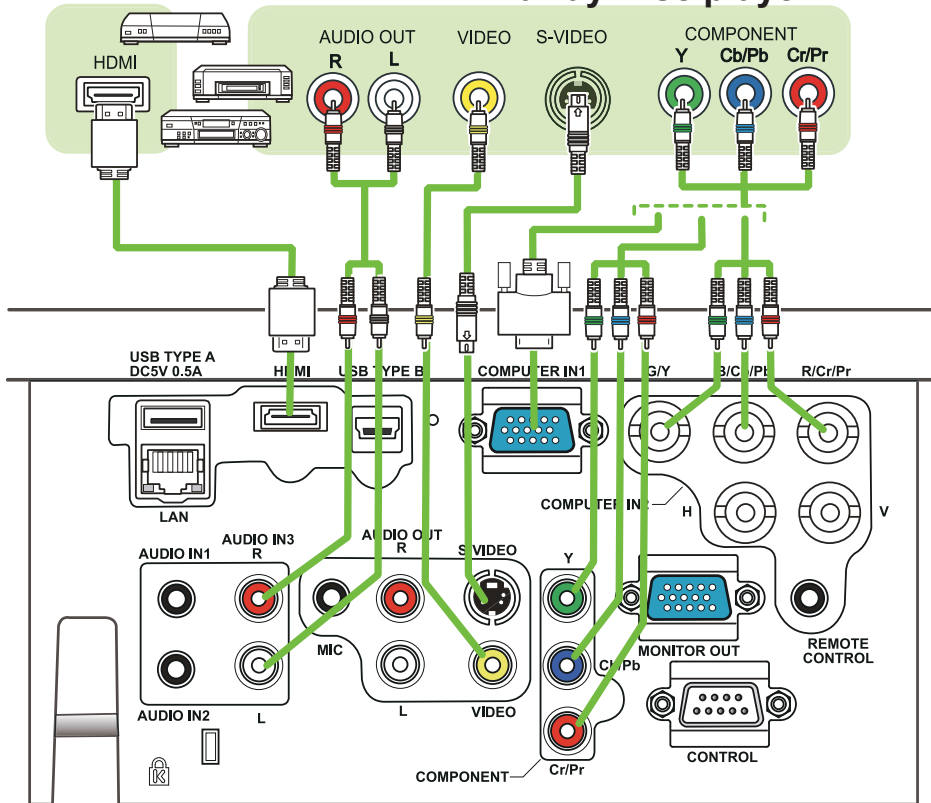 HDMI
AUDIO OUT
R L
VIDEO
S-VIDEO
COMPONENT
Y Cb/Pb Cr/Pr
USB TYPE A
DC5V 0.5A
HDMI
USB TYPE B
COMPUTER IN1
G/Y
B/Cb/Pb
R/Cr/Pr
LAN
COMPUTER IN2
H
V
AUDIO IN1
AUDIO IN3
R
AUDIO OUT
R
S-VIDEO
Y
MIC
Cb/Pb
MONITOR OUT
REMOTE
CONTROL
AUDIO IN2
L
L
VIDEO
CONTROL
COMPONENT
Cr/Pr
K